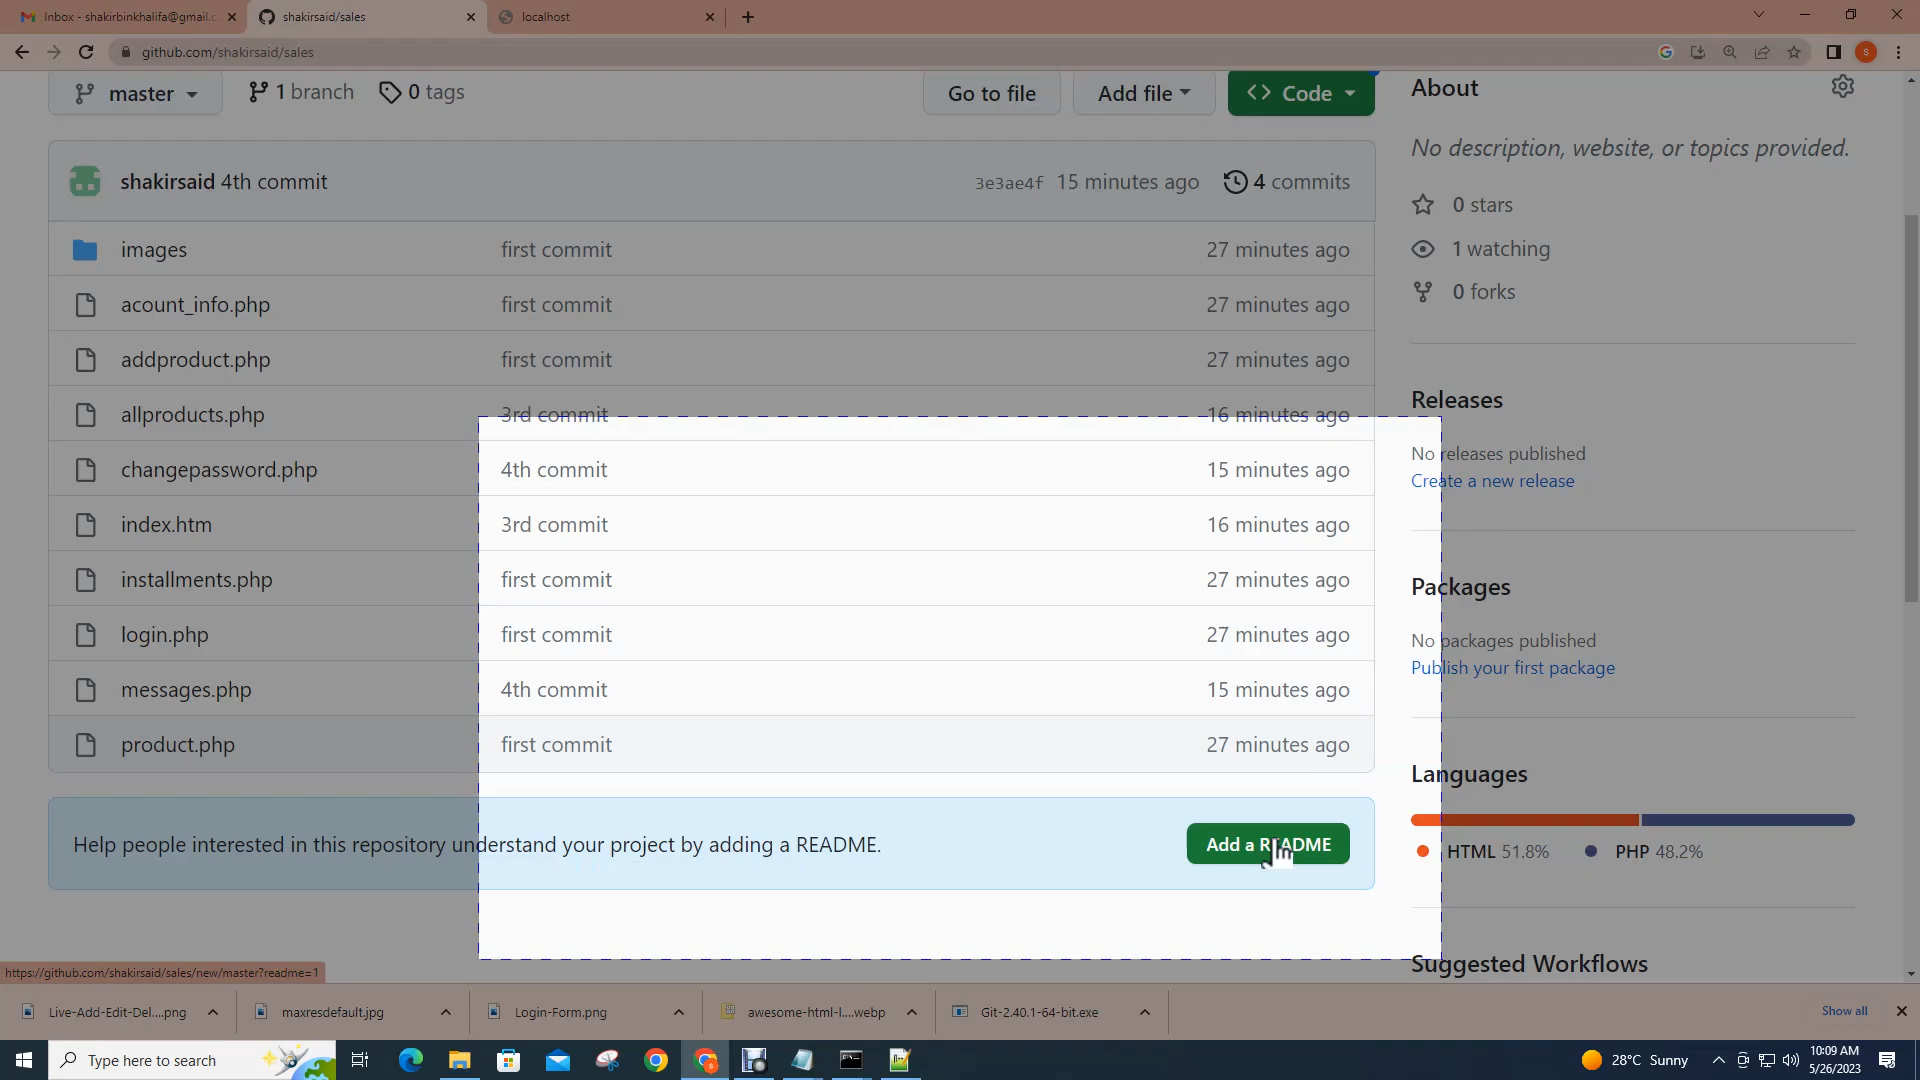 Inbox - shakirbinkhalifa@gmail.c
shakirsaid/sales
localhost
github.com/shakirsaid/sales
master
1 branch
0 tags
Go to file
Add file
Code
shakirsaid 4th commit
3e3ae4f 15 minutes ago
4 commits
images first commit 27 minutes ago
acount_info.php first commit 27 minutes ago
addproduct.php first commit 27 minutes ago
allproducts.php 3rd commit 16 minutes ago
changepassword.php 4th commit 15 minutes ago
index.htm 3rd commit 16 minutes ago
installments.php first commit 27 minutes ago
login.php first commit 27 minutes ago
messages.php 4th commit 15 minutes ago
product.php first commit 27 minutes ago
Help people interested in this repository understand your project by adding a README.
Add a README
About
No description, website, or topics provided.
0 stars
1 watching
0 forks
Releases
No releases published
Create a new release
Packages
No packages published
Publish your first package
Languages
HTML 51.8% PHP 48.2%
Suggested Workflows
https://github.com/shakirsaid/sales/new/master?readme=1
Live-Add-Edit-Del....png
maxresdefault.jpg
Login-Form.png
awesome-html-l....webp
Git-2.40.1-64-bit.exe
Show all
Type here to search
28°C Sunny
10:09 AM
5/26/2023